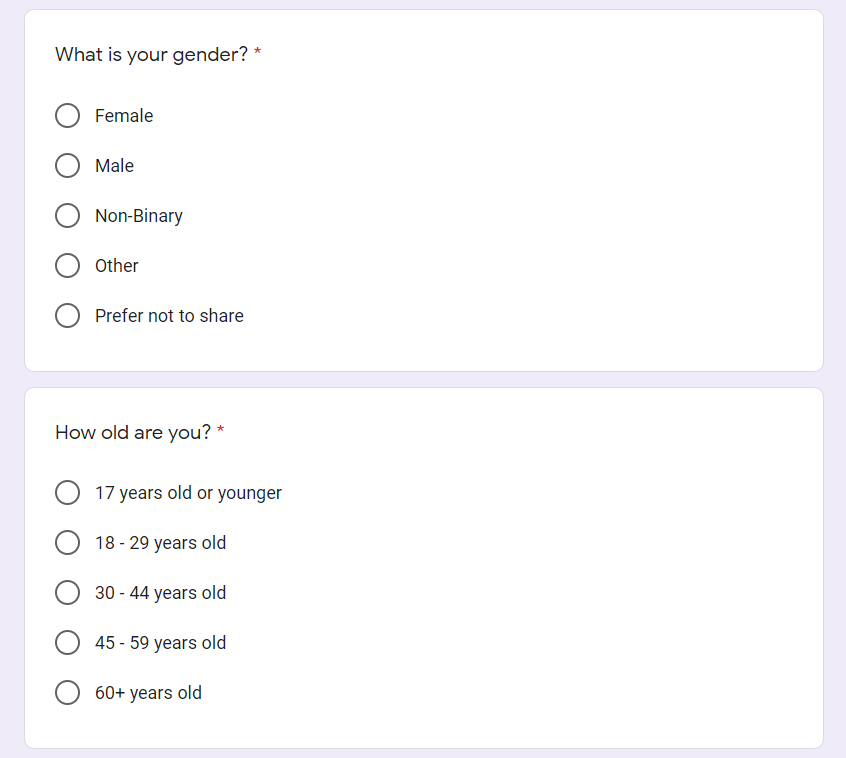 What is your gender? *
Female
Male
Non-Binary
Other
Prefer not to share
How old are you? *
17 years old or younger
18 - 29 years old
30 - 44 years old
45 - 59 years old
60+ years old